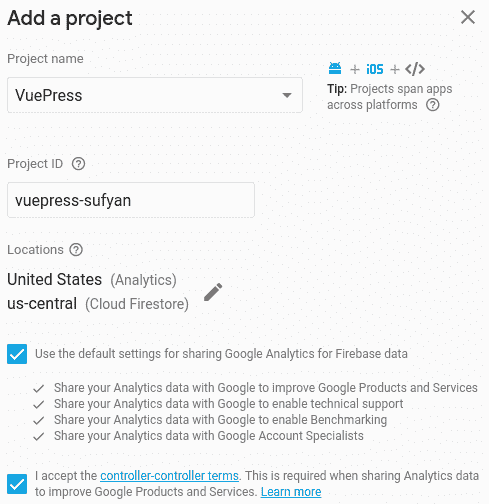 Add a project
Project name
VuePress
+ iOS + </>
Tip: Projects span apps
across platforms
Project ID
vuepress-sufyan
Locations
United States (Analytics)
us-central (Cloud Firestore)
Use the default settings for sharing Google Analytics for Firebase data
Share your Analytics data with Google to improve Google Products and Services
Share your Analytics data with Google to enable technical support
Share your Analytics data with Google to enable Benchmarking
Share your Analytics data with Google Account Specialists
I accept the controller-controller terms. This is required when sharing Analytics data
to improve Google Products and Services. Learn more